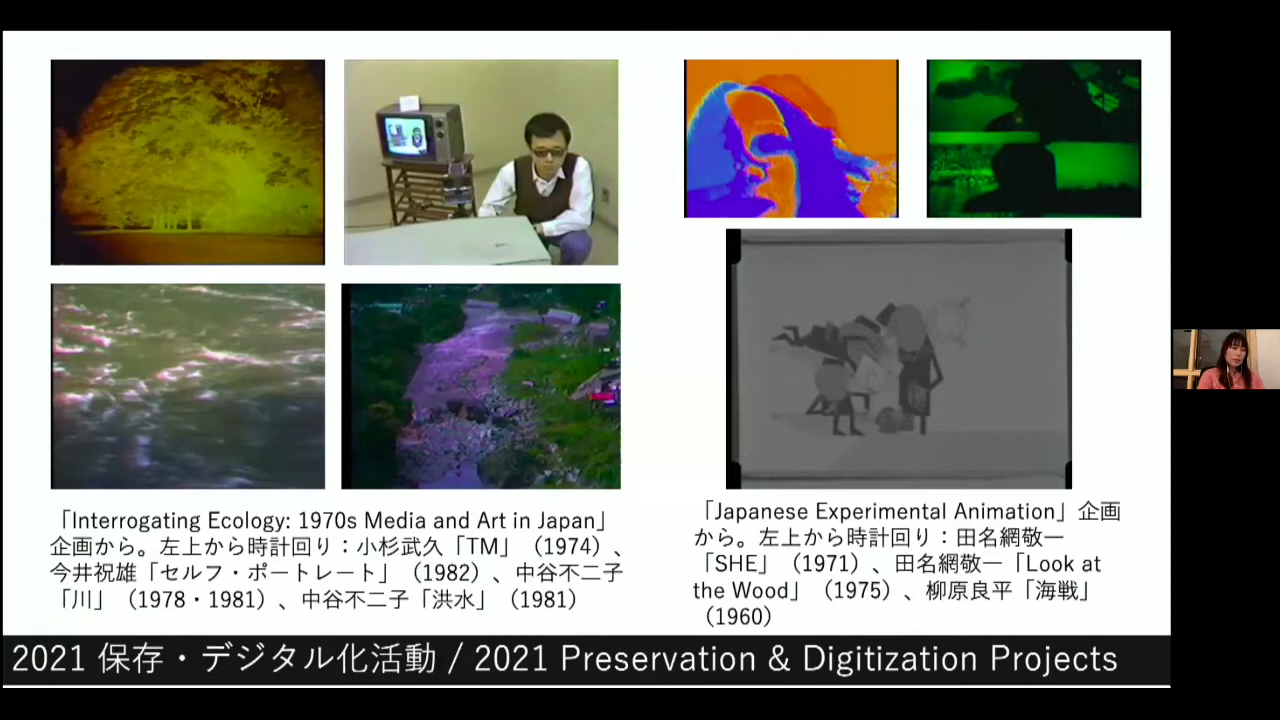 「Interrogating Ecology: 1970s Media and Art in Japan」
企画から。左上から時計回り：小杉武久「TM」（1974）、
今井祝雄「セルフ・ポートレート」（1982）、中谷不二子
「川」（1978・1981）、中谷不二子「洪水」（1981）
「Japanese Experimental Animation」企画
から。左上から時計回り：田名網敬一
「SHE」（1971）、田名網敬一「Look at
the Wood」（1975）、柳原良平「海戦」
（1960）
2021 保存・デジタル化活動 / 2021 Preservation & Digitization Projects